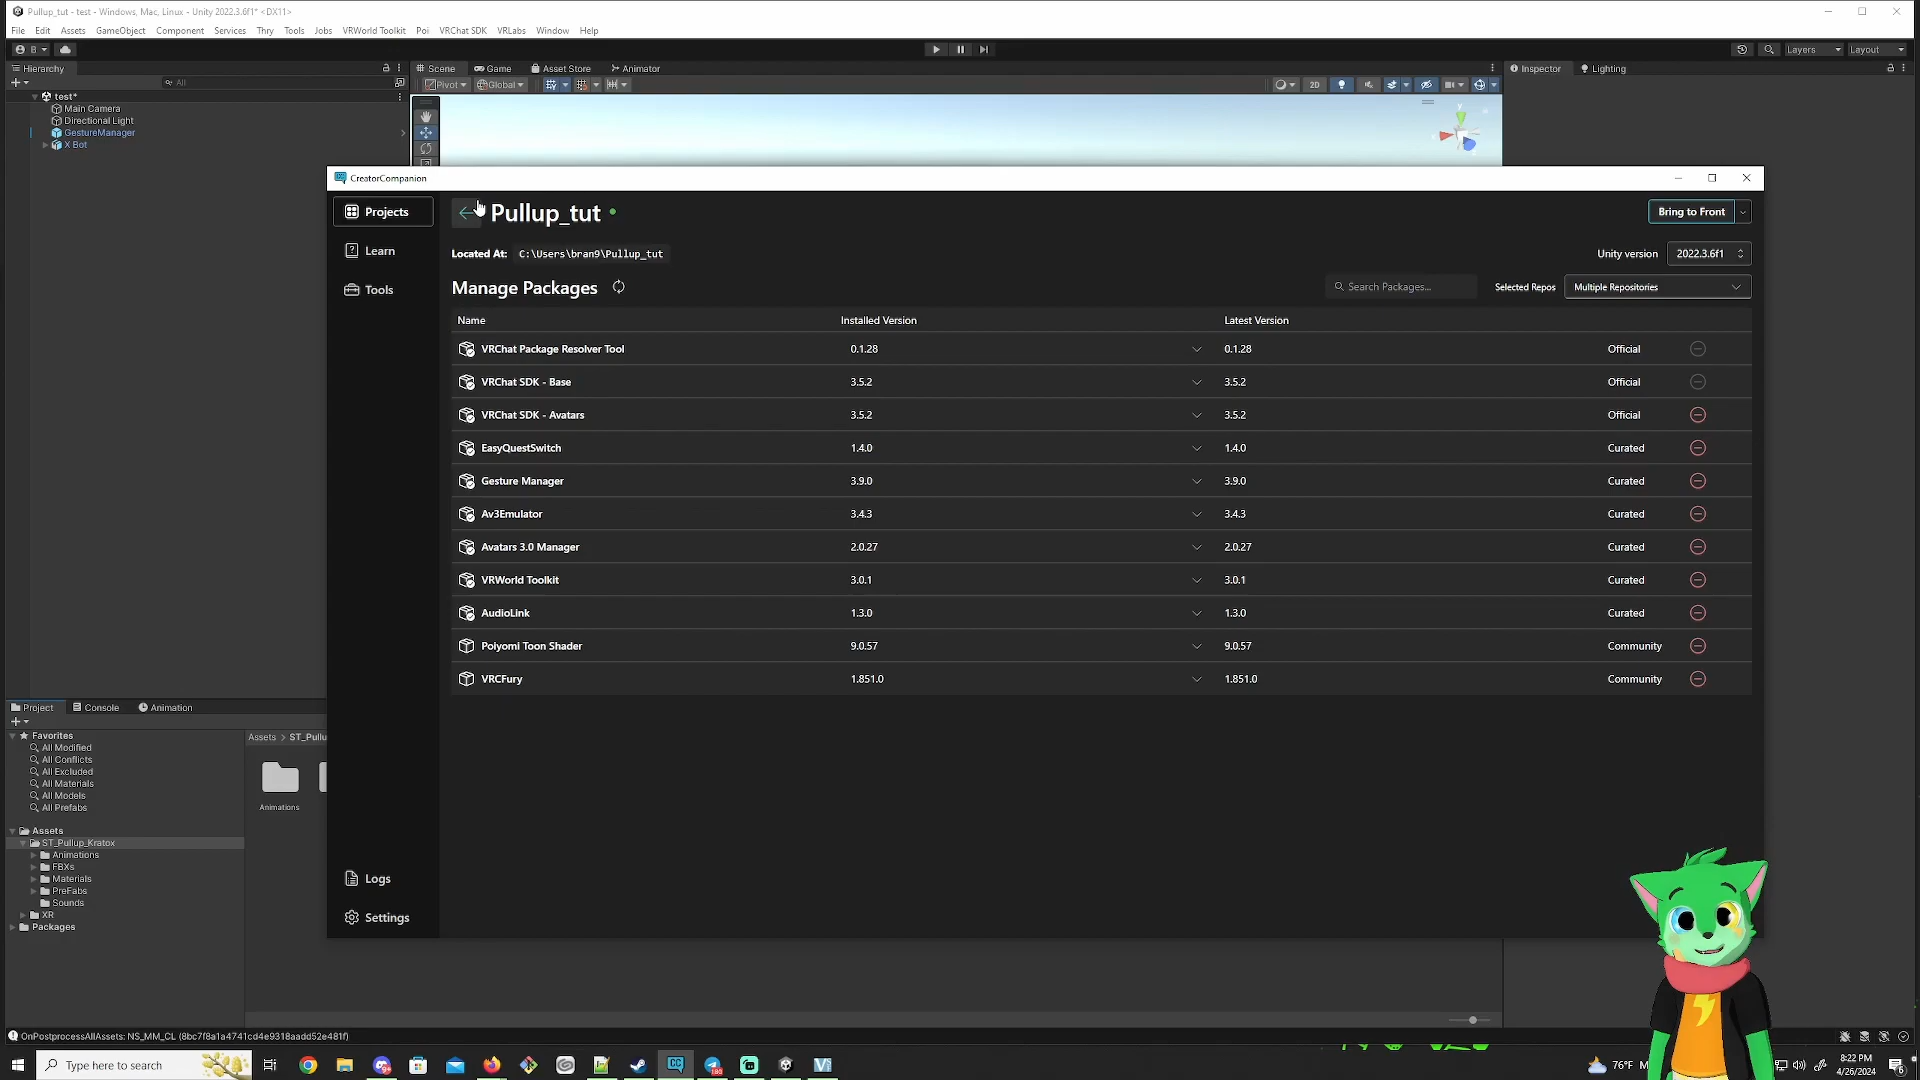 Pullup_tut - test - Windows, Mac, Linux - Unity 2022.3.6f1* <DX11>
File Edit Assets GameObject Component Services Thry Tools Jobs VRWorld Toolkit Poi VRChat SDK VRLabs Window Help
B Layers Layout
Hierarchy Scene Game Asset Store Animator Inspector Lighting
All Pivot Global 2D
test*
Main Camera
Directional Light
GestureManager
X Bot
CreatorCompanion
Projects
Learn
Tools
Logs
Settings
Pullup_tut
Bring to Front
Located At: C:\Users\bran9\Pullup_tut
Unity version 2022.3.6f1
Manage Packages
Search Packages...
Selected Repos Multiple Repositories
Name Installed Version Latest Version
VRChat Package Resolver Tool 0.1.28 0.1.28 Official
VRChat SDK - Base 3.5.2 3.5.2 Official
VRChat SDK - Avatars 3.5.2 3.5.2 Official
EasyQuestSwitch 1.4.0 1.4.0 Curated
Gesture Manager 3.9.0 3.9.0 Curated
Av3Emulator 3.4.3 3.4.3 Curated
Avatars 3.0 Manager 2.0.27 2.0.27 Curated
VRWorld Toolkit 3.0.1 3.0.1 Curated
AudioLink 1.3.0 1.3.0 Curated
Poiyomi Toon Shader 9.0.57 9.0.57 Community
VRCFury 1.851.0 1.851.0 Community
Project Console Animation
Favorites
All Modified
All Conflicts
All Excluded
All Materials
All Models
All Prefabs
Assets
ST_Pullup_Kratox
Animations
FBXs
Materials
PreFabs
Sounds
XR
Packages
Assets > ST_Pullu
Animations
OnPostprocessAllAssets: NS_MM_CL (8bc7f8a1a4741cd4e9318aadd52e481f)
Type here to search
76°F
8:22 PM
4/26/2024